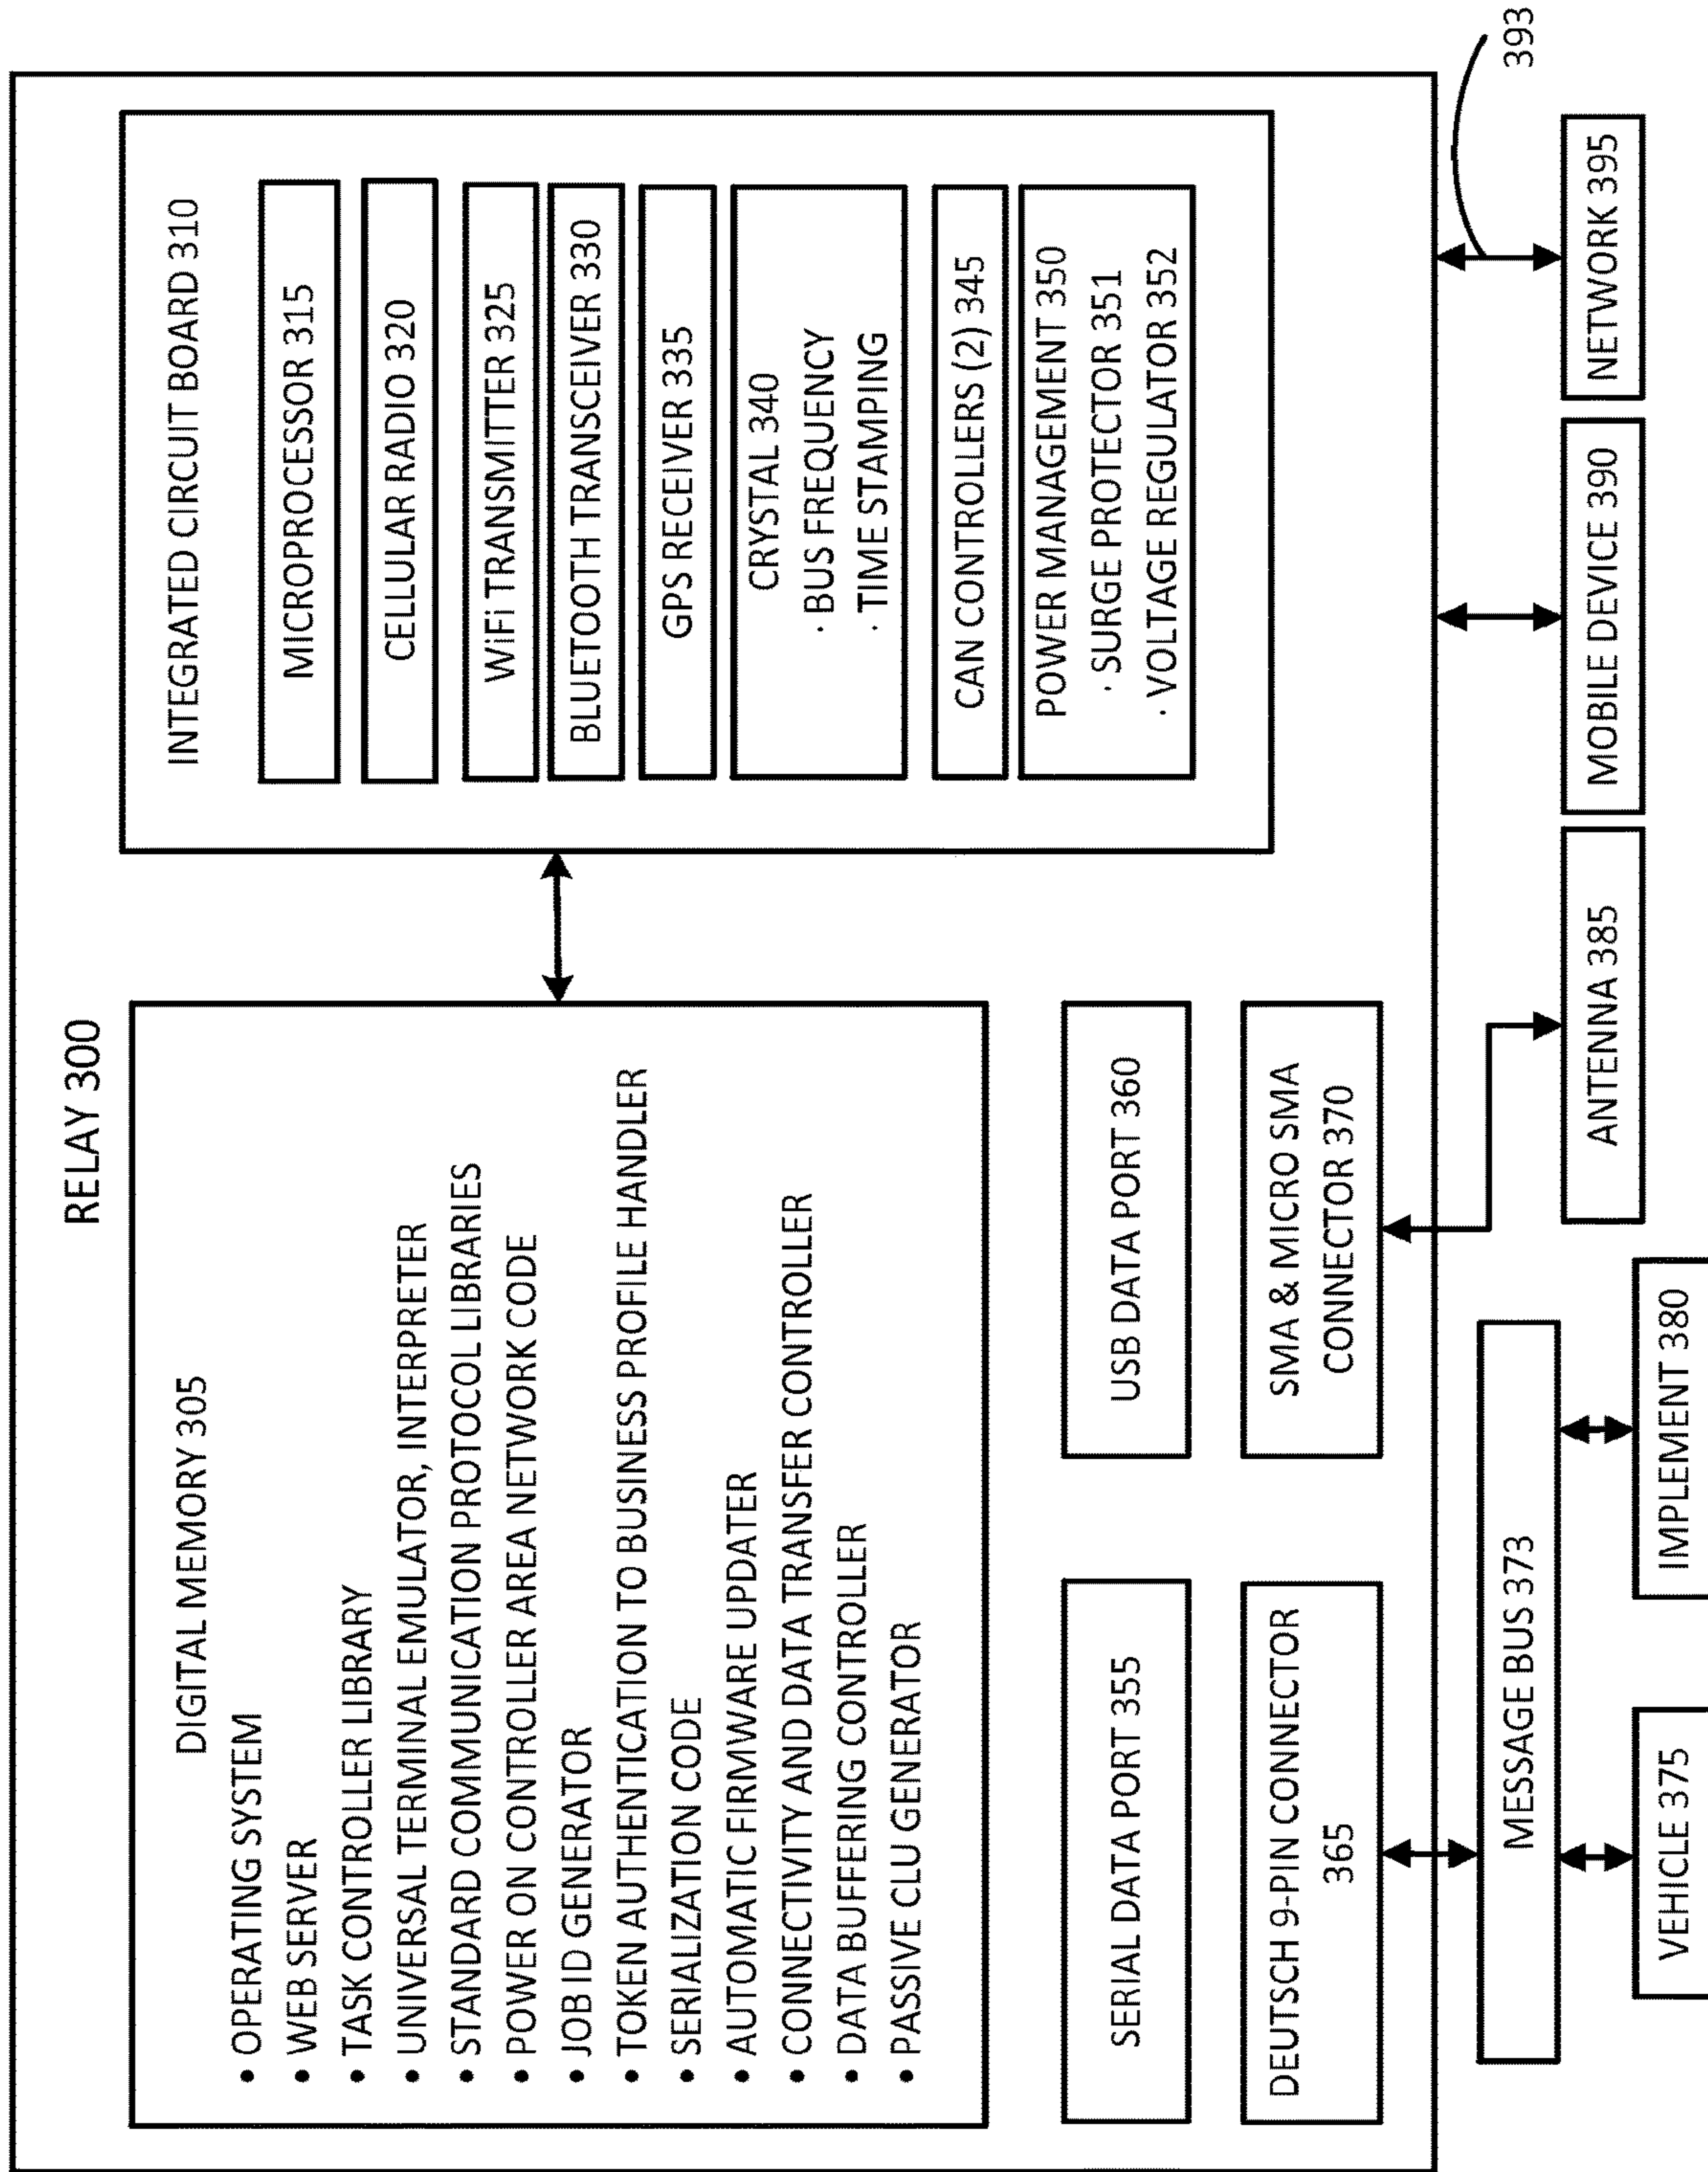 RELAY 300
DIGITAL MEMORY 305
• OPERATING SYSTEM
• WEB SERVER
• TASK CONTROLLER LIBRARY
• UNIVERSAL TERMINAL EMULATOR, INTERPRETER
• STANDARD COMMUNICATION PROTOCOL LIBRARIES
• POWER ON CONTROLLER AREA NETWORK CODE
• JOB ID GENERATOR
• TOKEN AUTHENTICATION TO BUSINESS PROFILE HANDLER
• SERIALIZATION CODE
• AUTOMATIC FIRMWARE UPDATER
• CONNECTIVITY AND DATA TRANSFER CONTROLLER
• DATA BUFFERING CONTROLLER
• PASSIVE CLU GENERATOR
INTEGRATED CIRCUIT BOARD 310
MICROPROCESSOR 315
CELLULAR RADIO 320
WiFi TRANSMITTER 325
BLUETOOTH TRANSCEIVER 330
GPS RECEIVER 335
CRYSTAL 340
· BUS FREQUENCY
· TIME STAMPING
CAN CONTROLLERS (2) 345
POWER MANAGEMENT 350
· SURGE PROTECTOR 351
· VOLTAGE REGULATOR 352
SERIAL DATA PORT 355
USB DATA PORT 360
DEUTSCH 9-PIN CONNECTOR
365
SMA & MICRO SMA
CONNECTOR 370
MESSAGE BUS 373
VEHICLE 375
IMPLEMENT 380
ANTENNA 385
MOBILE DEVICE 390
NETWORK 395
393